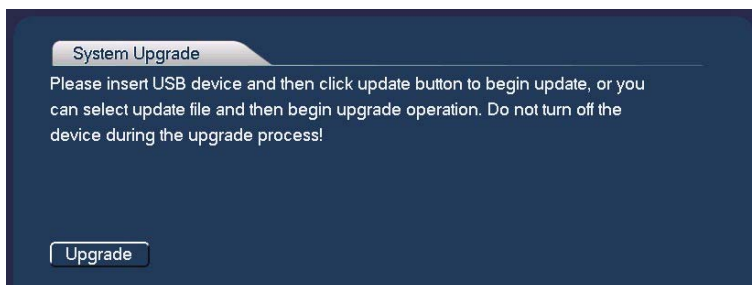 System Upgrade
Please insert USB device and then click update button to begin update, or you
can select update file and then begin upgrade operation. Do not turn off the
device during the upgrade process!
Upgrade